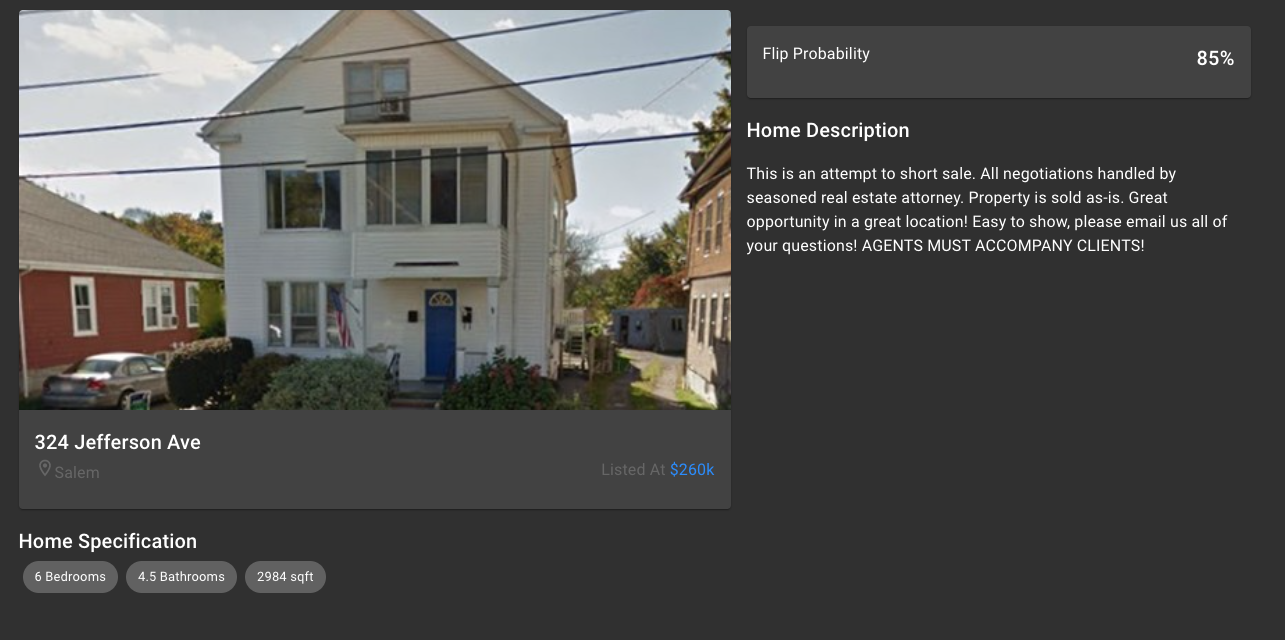 Flip Probability
85%
Home Description
This is an attempt to short sale. All negotiations handled by
seasoned real estate attorney. Property is sold as-is. Great
opportunity in a great location! Easy to show, please email us all of
your questions! AGENTS MUST ACCOMPANY CLIENTS!
324 Jefferson Ave
Salem
Listed At $260k
Home Specification
6 Bedrooms
4.5 Bathrooms
2984 sqft